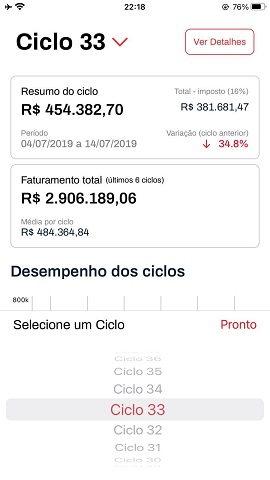 22:18
76%
Ciclo 33
Ver Detalhes
Resumo do ciclo
Total - imposto (16%)
R$ 454.382,70
R$ 381.681,47
Período
Variação (ciclo anterior)
04/07/2019 a 14/07/2019
34.8%
Faturamento total (últimos 6 ciclos)
R$ 2.906.189,06
Média por ciclo
R$ 484.364,84
Desempenho dos ciclos
800k
Selecione um Ciclo
Pronto
Ciclo 36
Ciclo 35
Ciclo 34
Ciclo 33
Ciclo 32
Ciclo 31
Ciclo 30